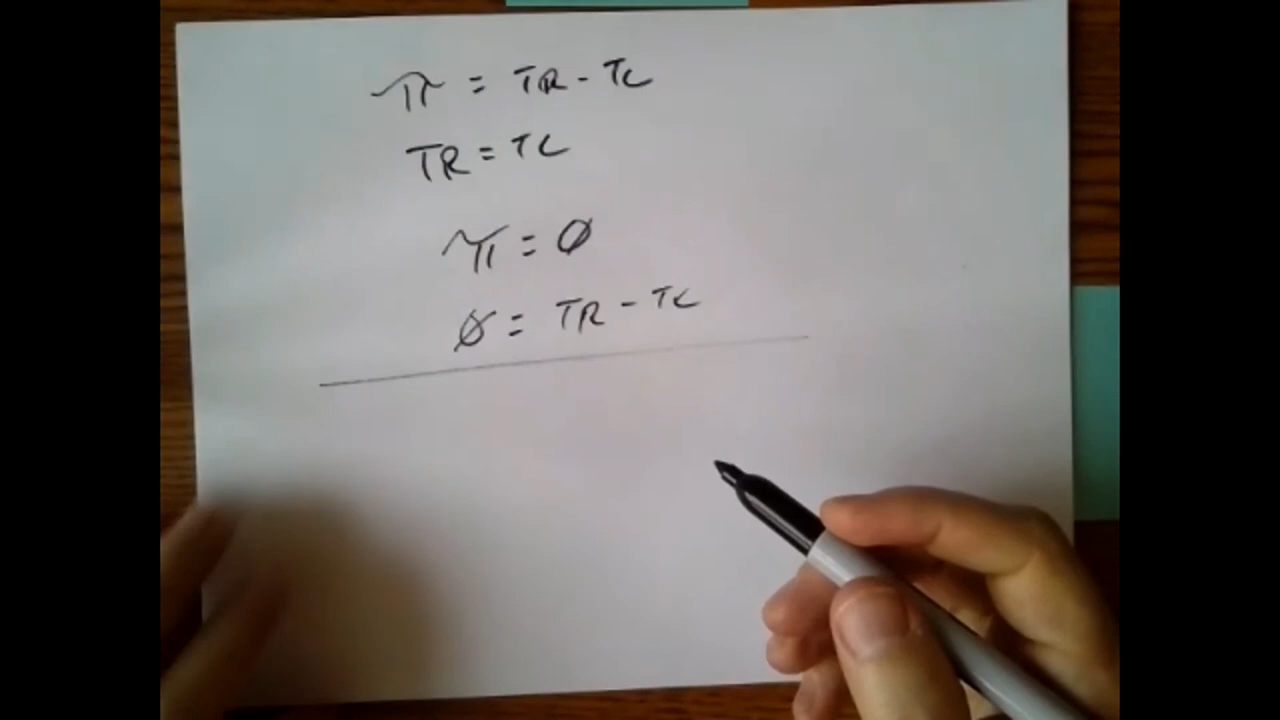 π = TR - TC
TR = TC
π = 0
0 = TR - TC